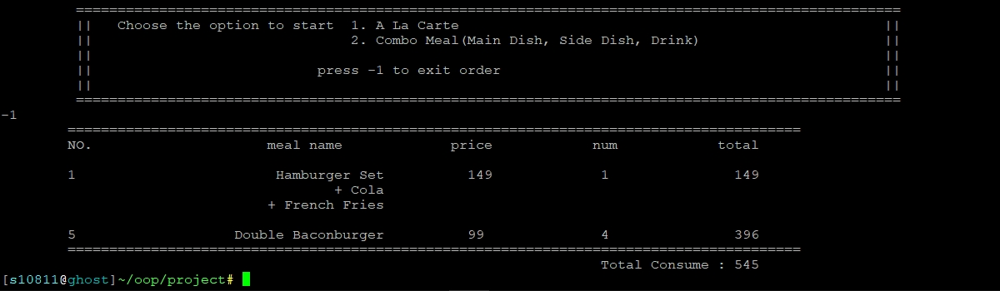 ================================================================================
|| Choose the option to start 1. A La Carte ||
|| 2. Combo Meal(Main Dish, Side Dish, Drink) ||
|| ||
|| press -1 to exit order ||
|| ||
================================================================================
-1
================================================================================
NO. meal name price num total
1 Hamburger Set 149 1 149
+ Cola
+ French Fries
5 Double Baconburger 99 4 396
================================================================================
Total Consume : 545
[s10811@ghost]~/oop/project#